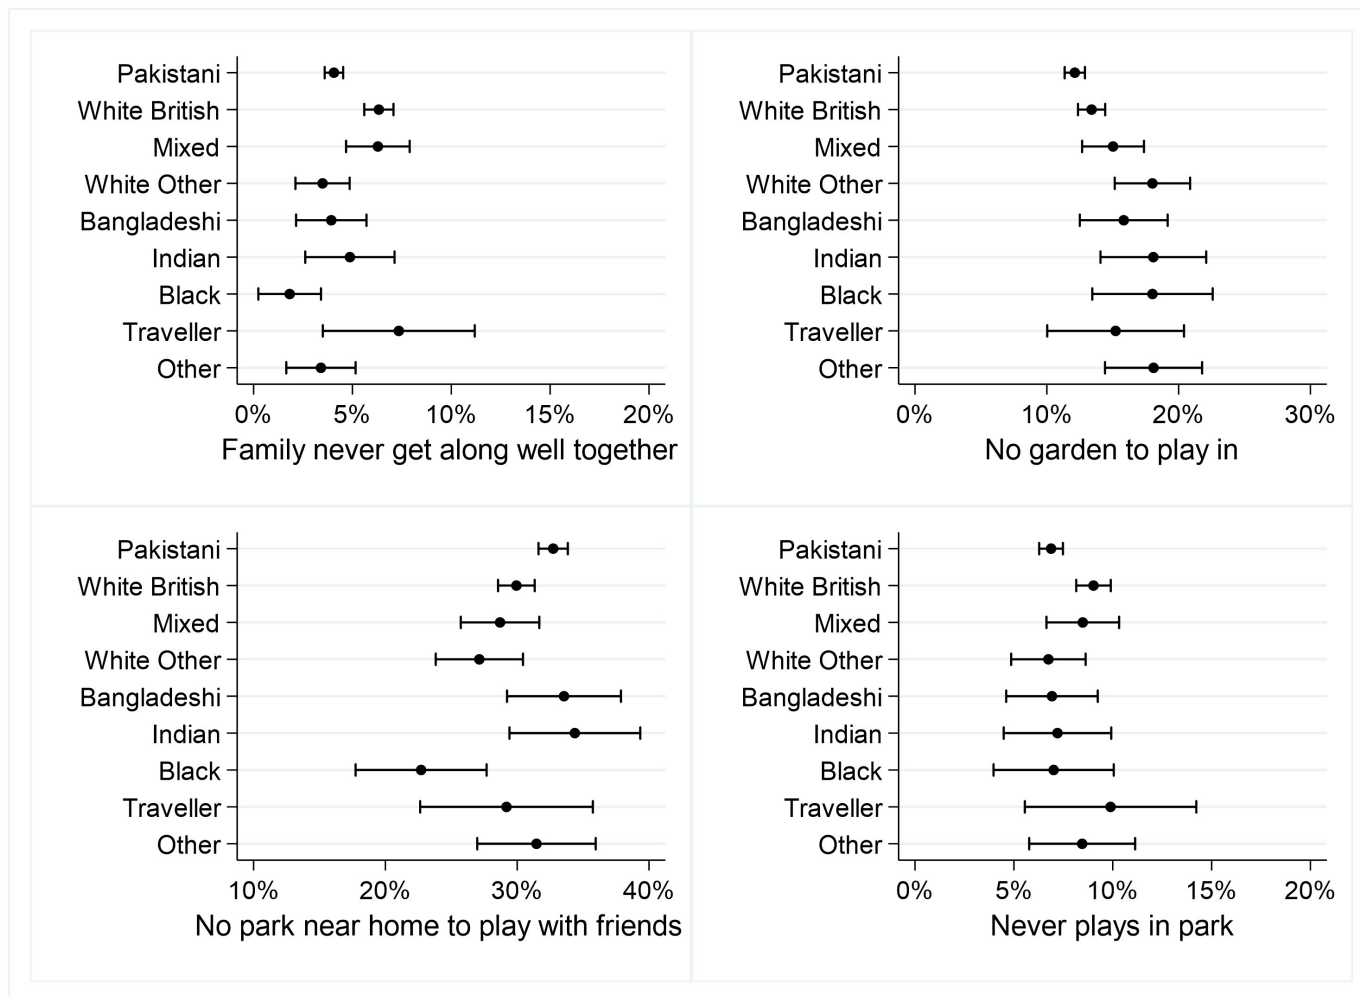 Pakistani
White British
Mixed
White Other
Bangladeshi
Indian
Black
Traveller
Other
0% 5% 10% 15% 20%
Family never get along well together
Pakistani
White British
Mixed
White Other
Bangladeshi
Indian
Black
Traveller
Other
0% 10% 20% 30%
No garden to play in
Pakistani
White British
Mixed
White Other
Bangladeshi
Indian
Black
Traveller
Other
10% 20% 30% 40%
No park near home to play with friends
Pakistani
White British
Mixed
White Other
Bangladeshi
Indian
Black
Traveller
Other
0% 5% 10% 15% 20%
Never plays in park